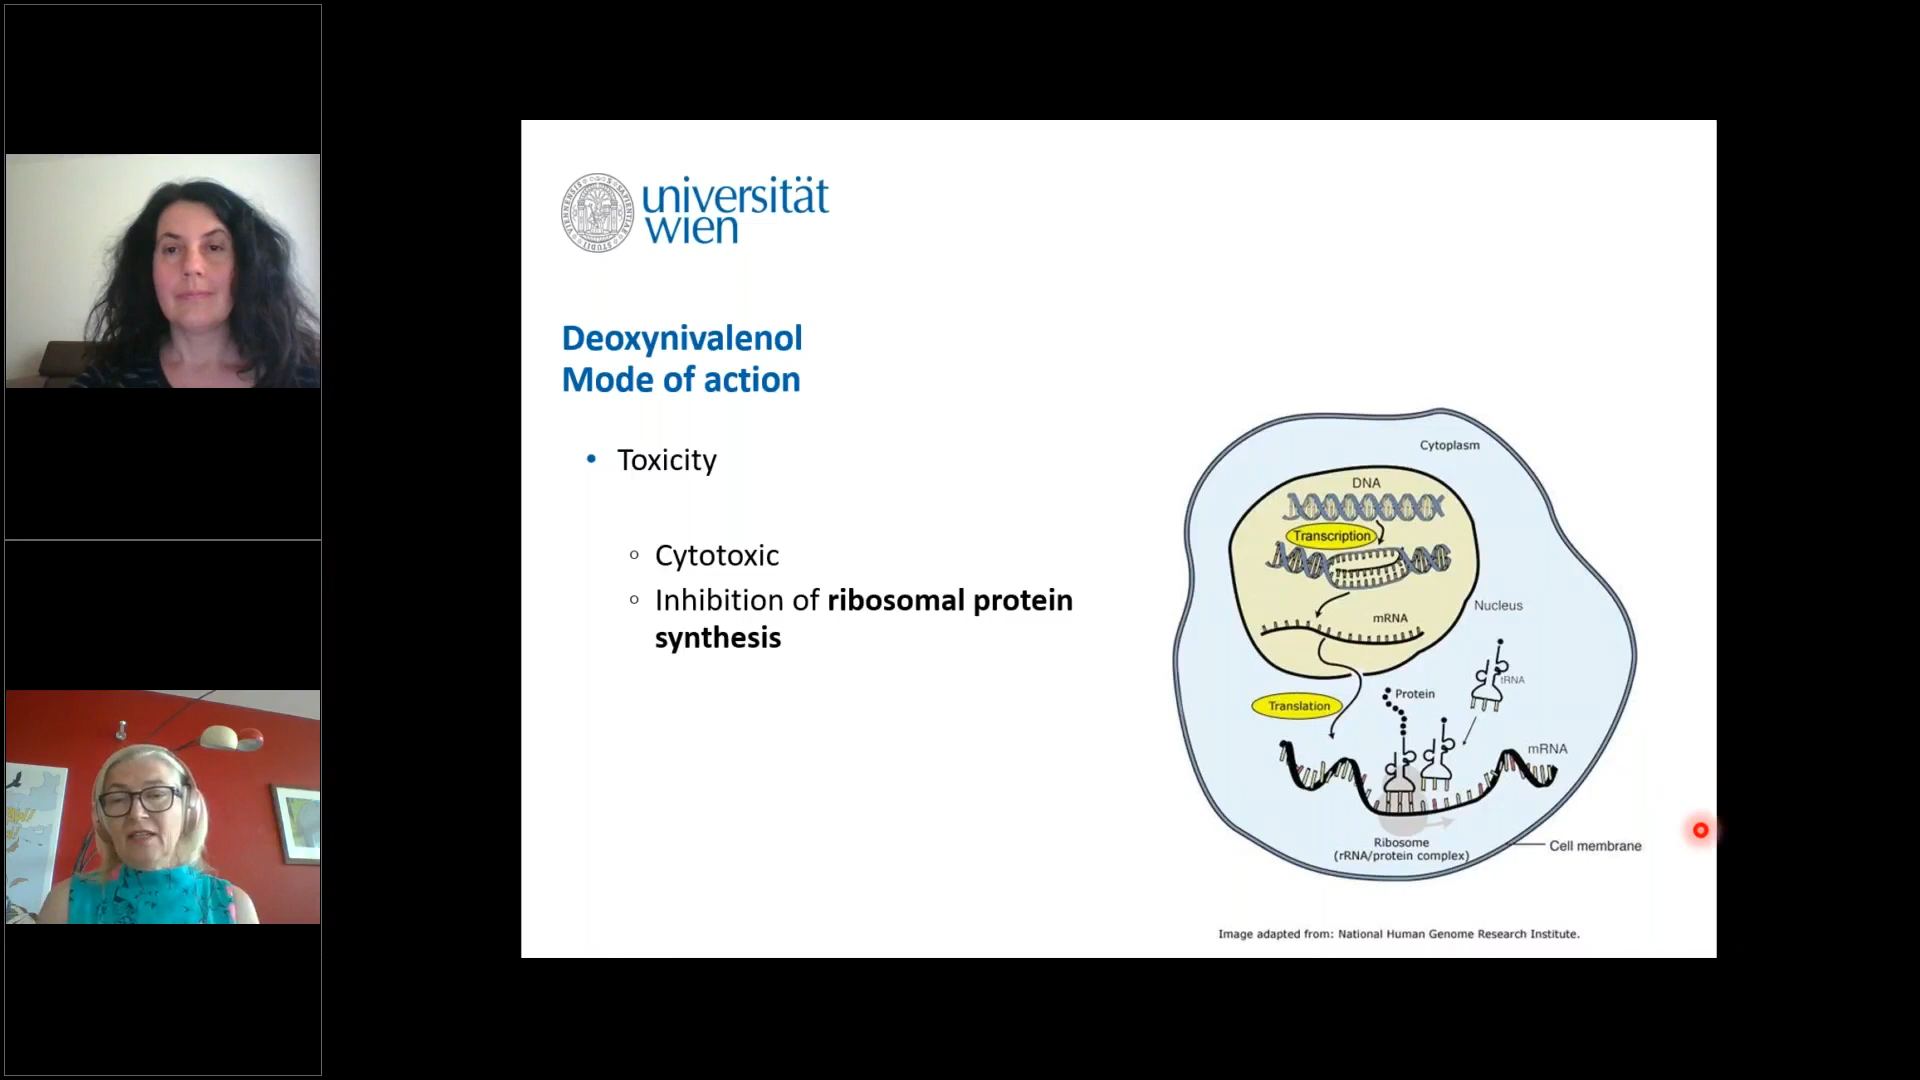 universität
wien
Deoxynivalenol
Mode of action
Toxicity
Cytotoxic
Inhibition of ribosomal protein
synthesis
Cytoplasm
DNA
Transcription
Nucleus
mRNA
tRNA
Protein
Translation
mRNA
Ribosome
(rRNA/protein complex)
Cell membrane
Image adapted from: National Human Genome Research Institute.